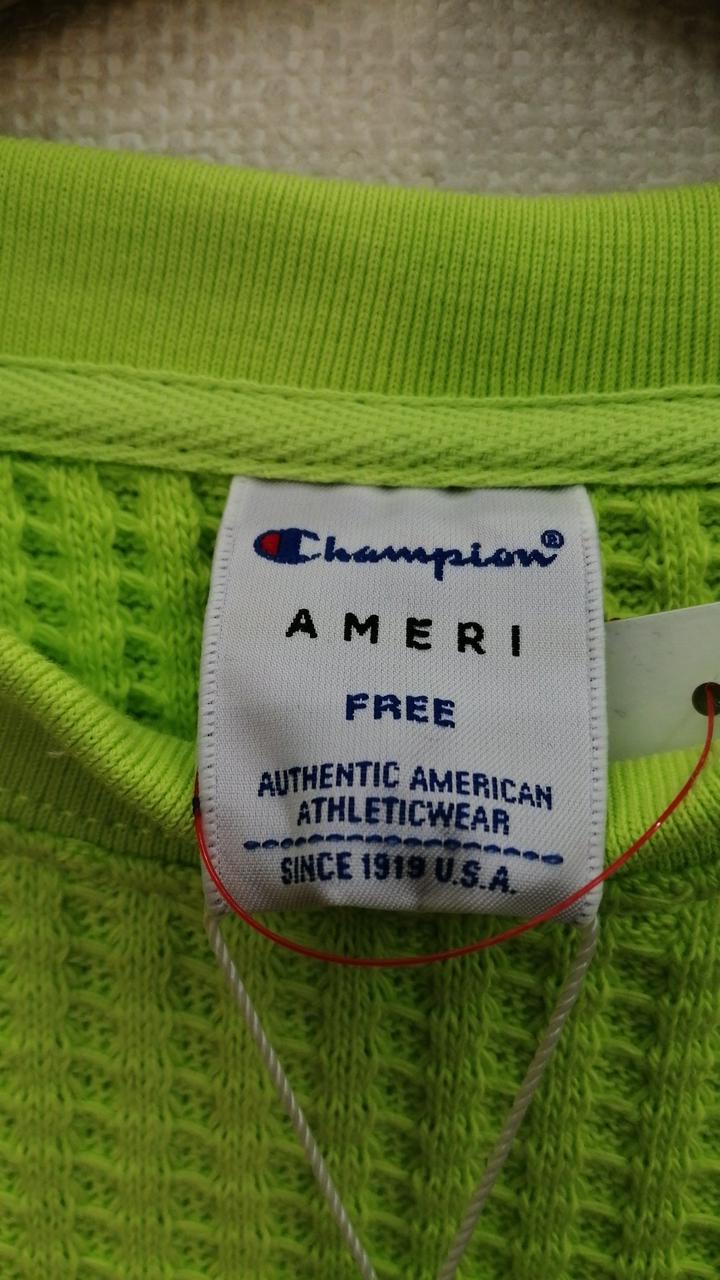 Champion®
AMERI
FREE
AUTHENTIC AMERICAN
ATHLETICWEAR
SINCE 1919 U.S.A.